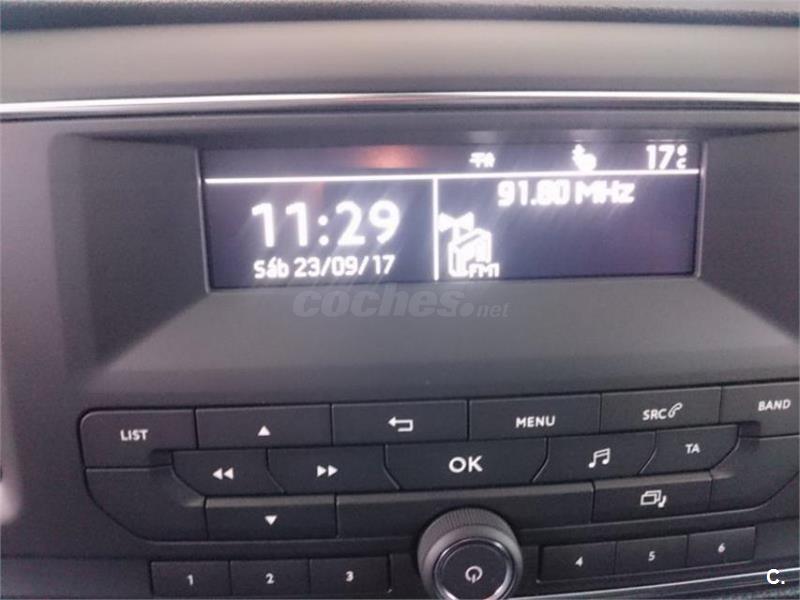 TA 17°C
91.80 MHz
11:29
Sáb 23/09/17
FM1
coches.net
LIST MENU SRC BAND
OK TA
1 2 3 4 5 6
C.